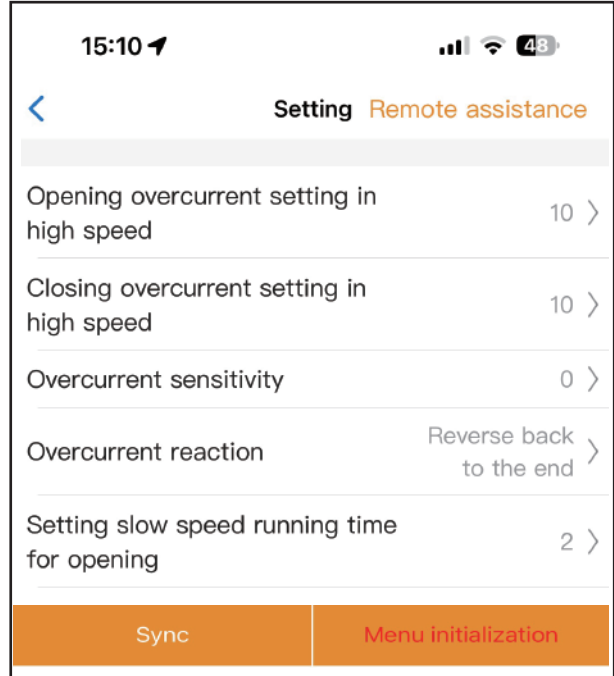 15:10 48
Setting Remote assistance
Opening overcurrent setting in
high speed
10
Closing overcurrent setting in
high speed
10
Overcurrent sensitivity 0
Overcurrent reaction
Reverse back
to the end
Setting slow speed running time
for opening
2
Sync Menu initialization